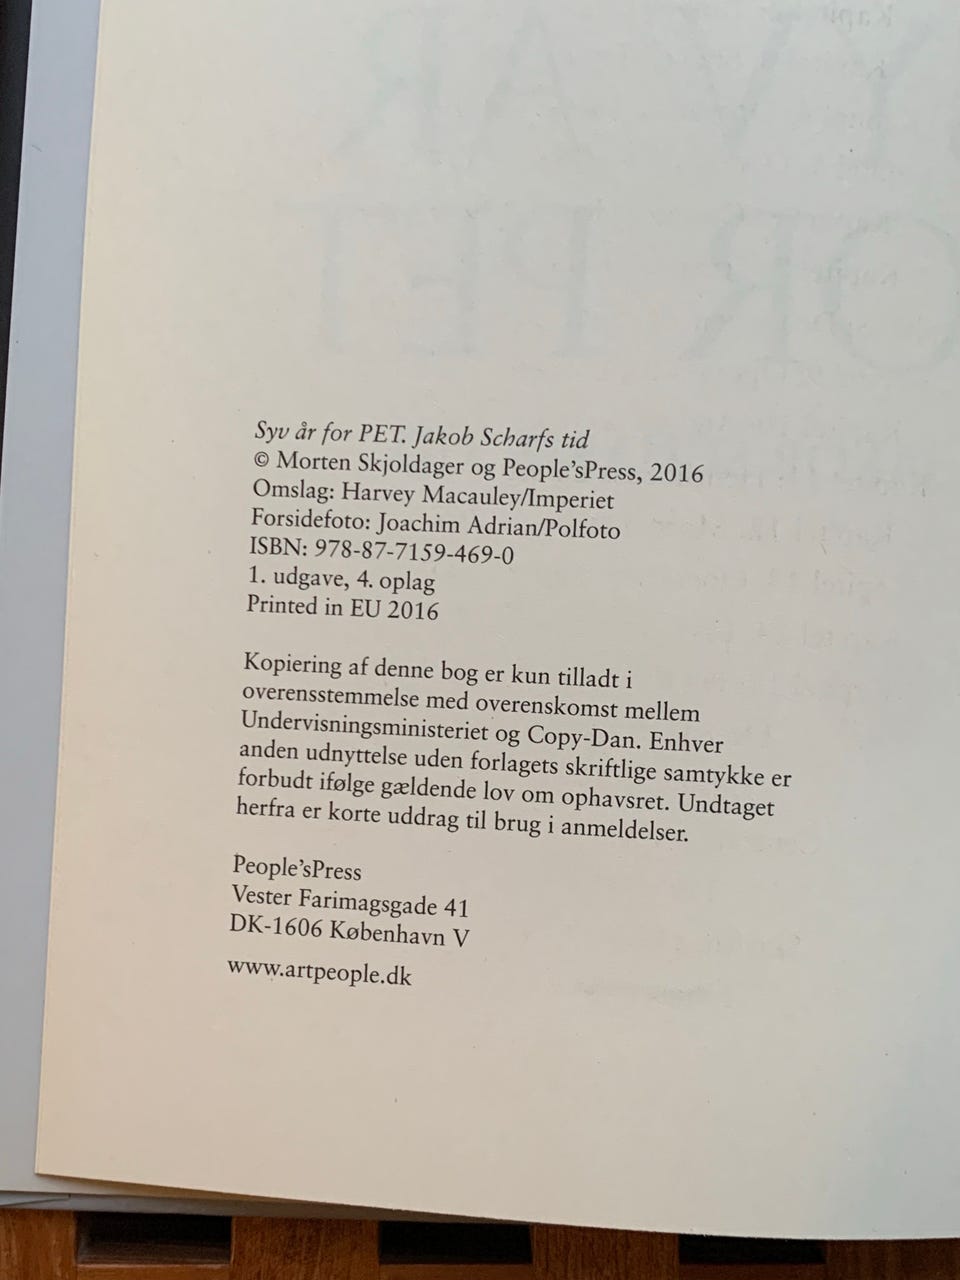 Syv år for PET. Jakob Scharfs tid
© Morten Skjoldager og People'sPress, 2016
Omslag: Harvey Macauley/Imperiet
Forsidefoto: Joachim Adrian/Polfoto
ISBN: 978-87-7159-469-0
1. udgave, 4. oplag
Printed in EU 2016
Kopiering af denne bog er kun tilladt i
overensstemmelse med overenskomst mellem
Undervisningsministeriet og Copy-Dan. Enhver
anden udnyttelse uden forlagets skriftlige samtykke er
forbudt ifølge gældende lov om ophavsret. Undtaget
herfra er korte uddrag til brug i anmeldelser.
People'sPress
Vester Farimagsgade 41
DK-1606 København V
www.artpeople.dk